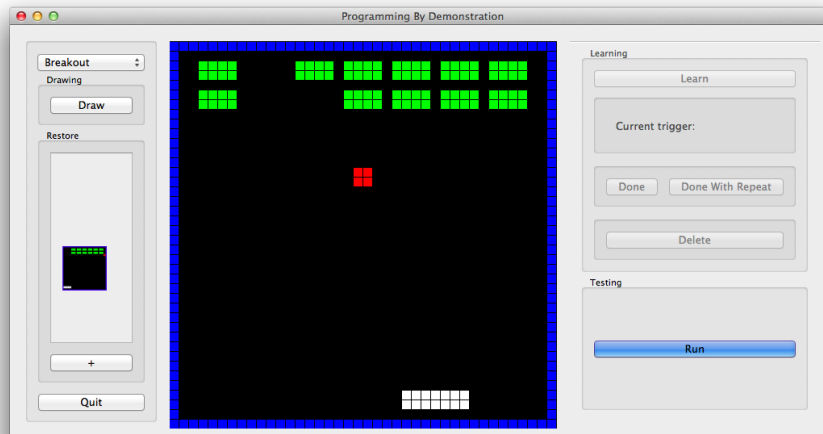 Programming By Demonstration
Breakout
Drawing
Draw
Restore
+
Quit
Learning
Learn
Current trigger:
Done
Done With Repeat
Delete
Testing
Run